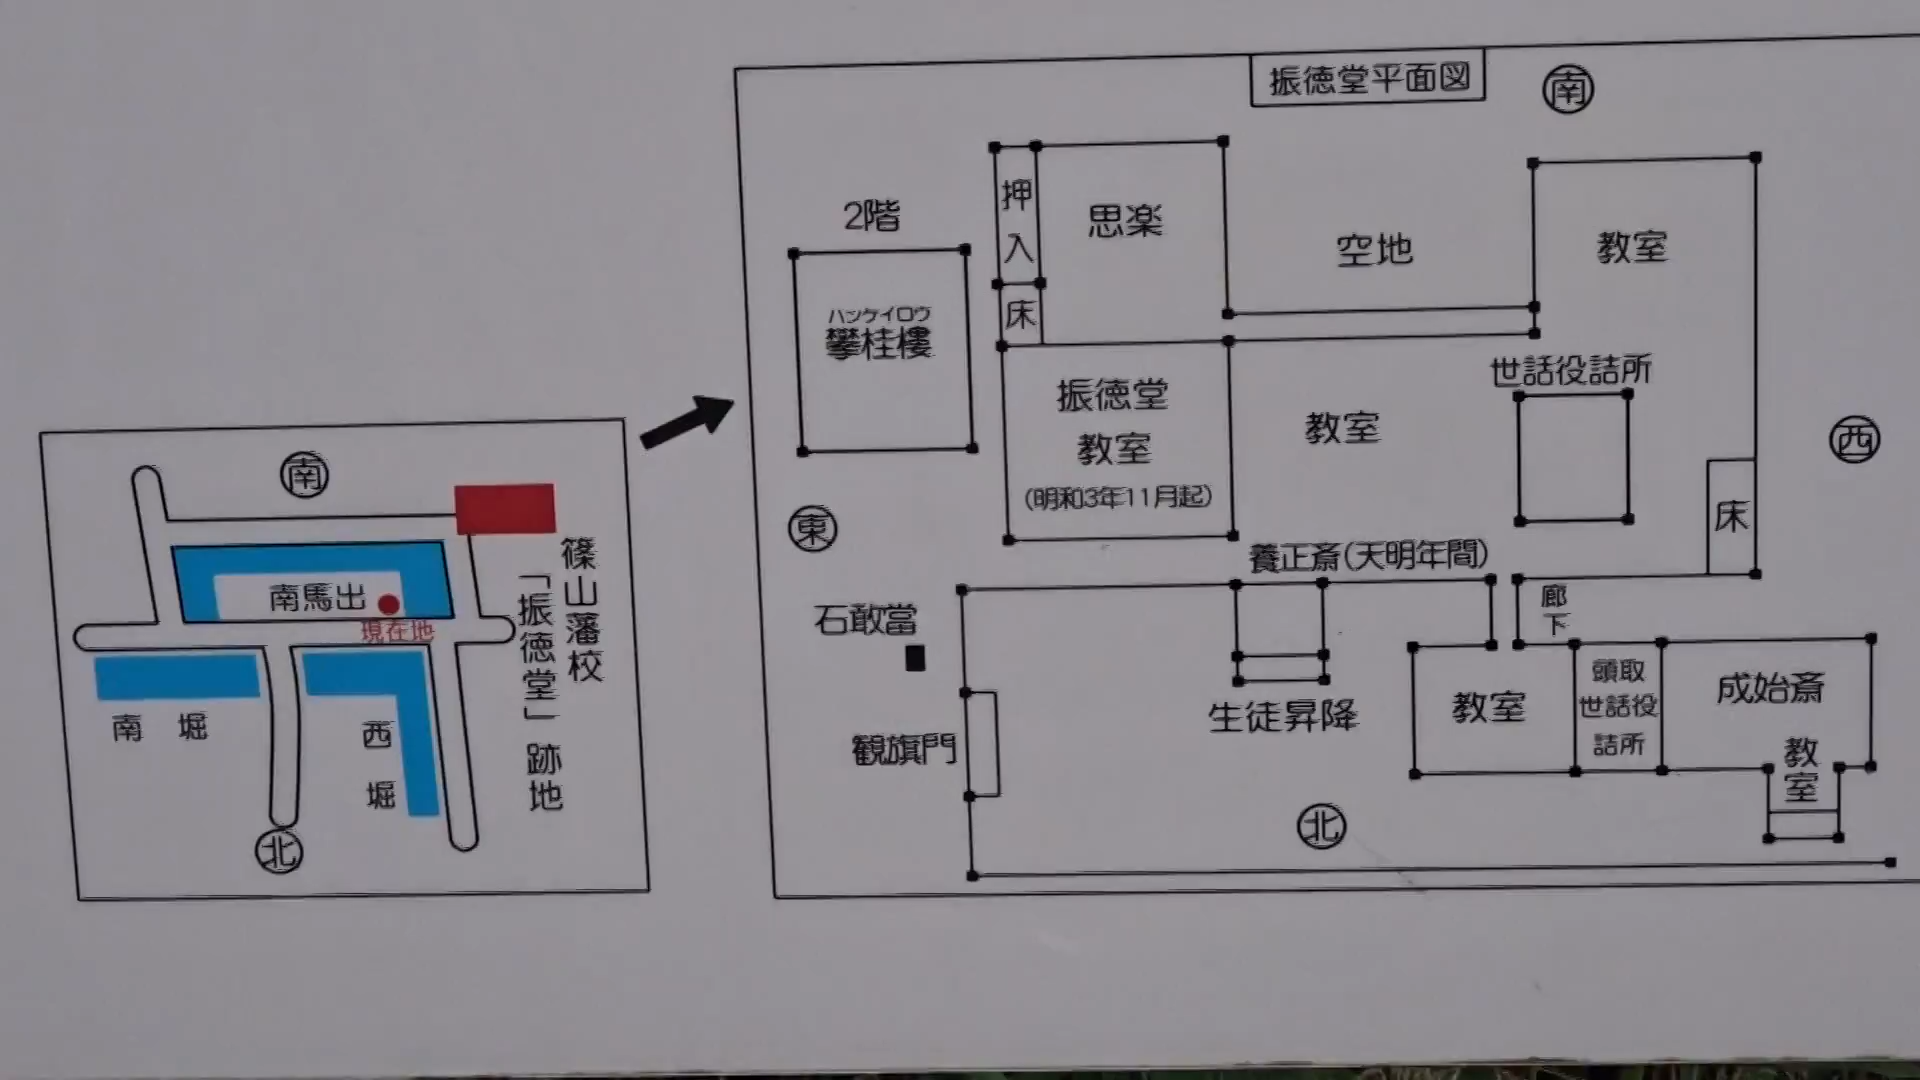 振徳堂平面図
南
2階
押入
思楽
空地
教室
床
ハンケイロウ
攀桂樓
振徳堂
教室
(明和3年11月起)
教室
世話役詰所
西
床
東
養正斎(天明年間)
廊下
石敢當
観旗門
生徒昇降
教室
頭取
世話役
詰所
成始斎
教室
北
南
南馬出
現在地
篠山藩校
「振徳堂」跡地
南堀
西堀
北